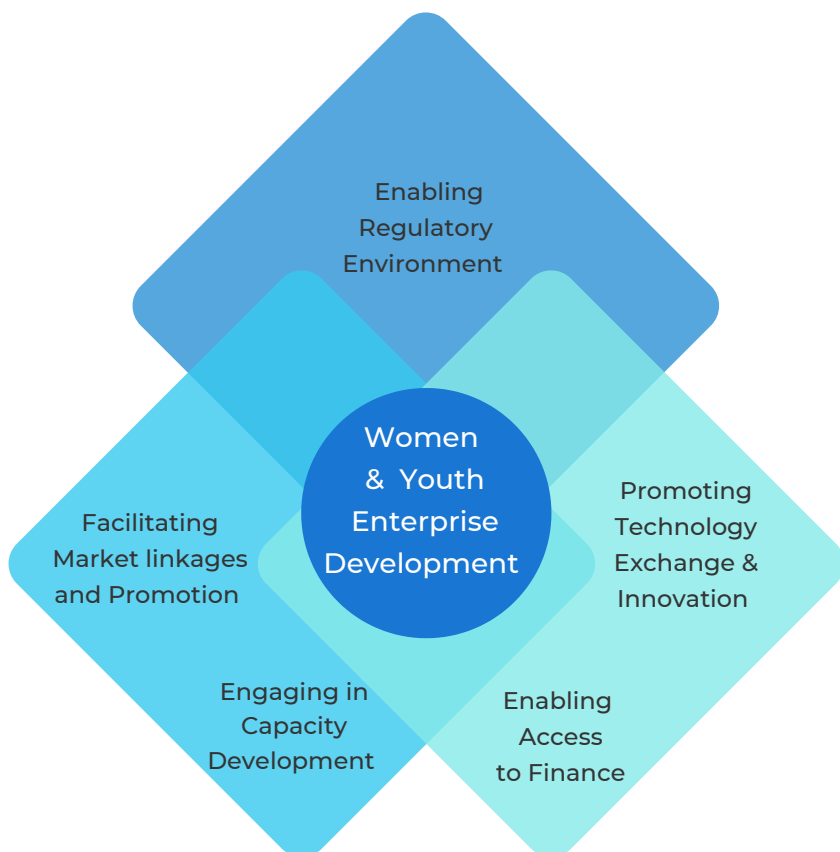 Enabling
Regulatory
Environment
Women
& Youth
Enterprise
Development
Facilitating
Market linkages
and Promotion
Promoting
Technology
Exchange &
Innovation
Engaging in
Capacity
Development
Enabling
Access
to Finance